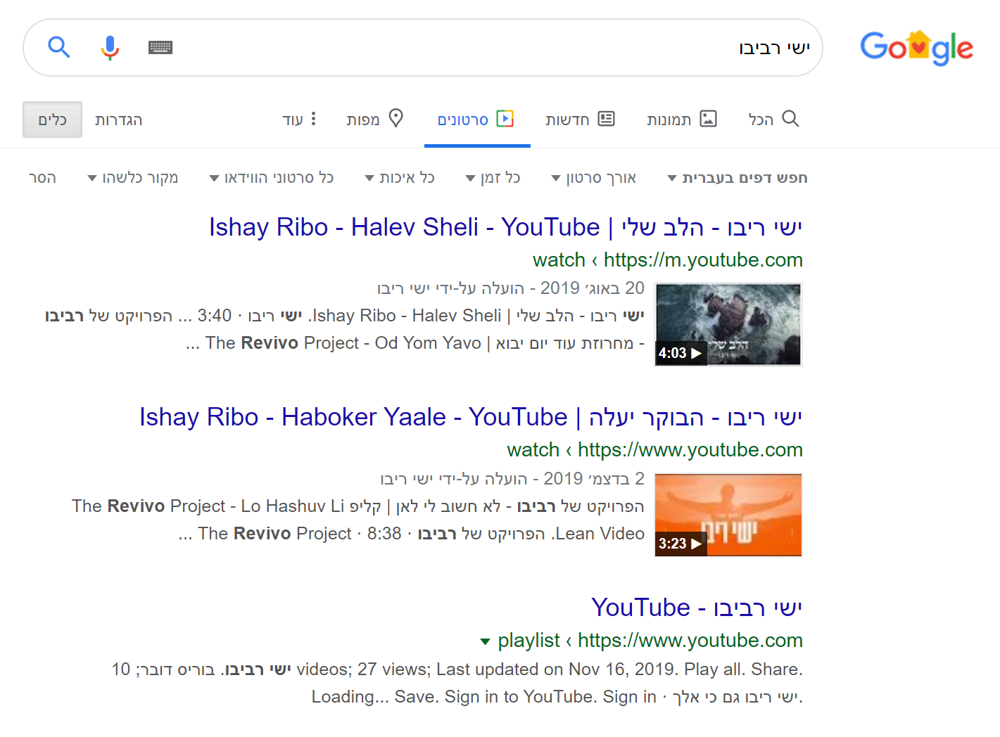 ישי רביבו
Google
הכל
תמונות
חדשות
סרטונים
מפות
עוד
הגדרות
כלים
חפש דפים בעברית
אורך סרטון
כל זמן
כל איכות
כל סרטוני הווידאו
מקור כלשהו
הסר
ישי ריבו - הלב שלי | Ishay Ribo - Halev Sheli - YouTube
https://m.youtube.com › watch
20 באוג׳ 2019 - הועלה על-ידי ישי ריבו
ישי ריבו - הלב שלי | Ishay Ribo - Halev Sheli. ישי ריבו · 3:40 ... הפרויקט של רביבו
- מחרוזת עוד יום יבוא | The Revivo Project - Od Yom Yavo ...
הלב שלי
4:03
ישי ריבו - הבוקר יעלה | Ishay Ribo - Haboker Yaale - YouTube
https://www.youtube.com › watch
2 בדצמ׳ 2019 - הועלה על-ידי ישי ריבו
הפרויקט של רביבו - לא חשוב לי לאן | קליפ The Revivo Project - Lo Hashuv Li
Lean Video. הפרויקט של רביבו · 8:38 · The Revivo Project ...
ישי ריבו
3:23
ישי רביבו - YouTube
https://www.youtube.com › playlist
ישי רביבו. בוריס דובר; 10 videos; 27 views; Last updated on Nov 16, 2019. Play all. Share.
Loading... Save. Sign in to YouTube. Sign in · ישי ריבו גם כי אלך.